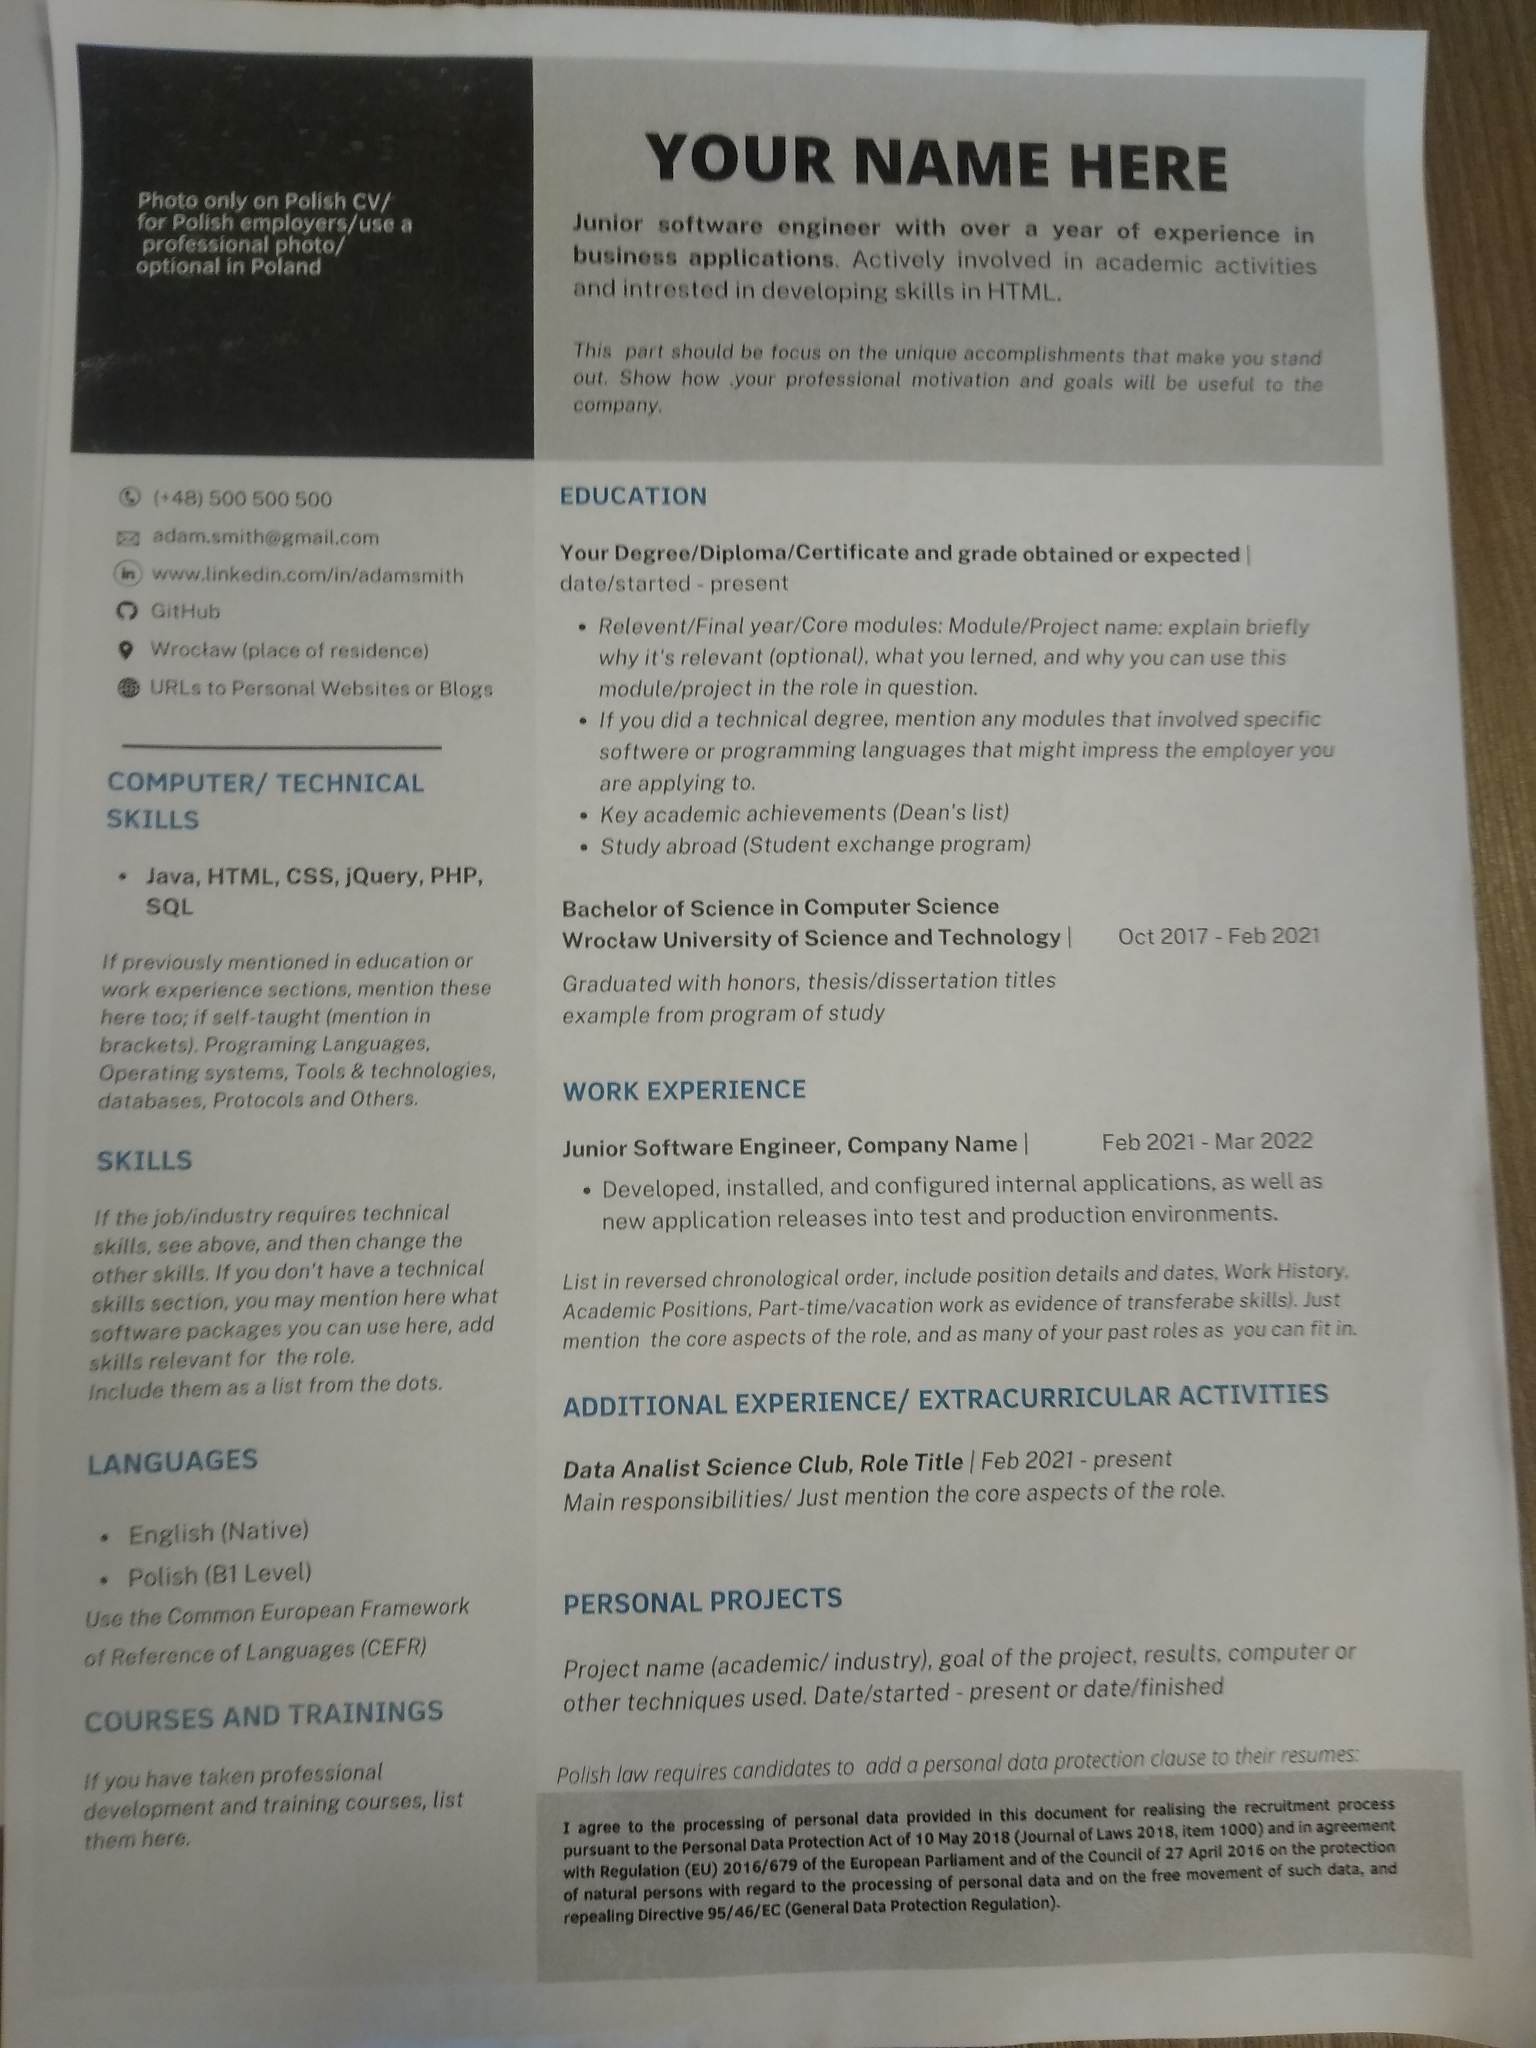 Photo only on Polish CV/
for Polish employers/use a
professional photo/
optional in Poland
YOUR NAME HERE
Junior software engineer with over a year of experience in
business applications. Actively involved in academic activities
and intrested in developing skills in HTML.
This part should be focus on the unique accomplishments that make you stand
out. Show how .your professional motivation and goals will be useful to the
company.
(+48) 500 500 500
adam.smith@gmail.com
in
www.linkedin.com/in/adamsmith
GitHub
Wrocław (place of residence)
URLs to Personal Websites or Blogs
COMPUTER/ TECHNICAL
SKILLS
• Java, HTML, CSS, jQuery, PHP,
SQL
If previously mentioned in education or
work experience sections, mention these
here too; if self-taught (mention in
brackets). Programing Languages,
Operating systems, Tools & technologies,
databases, Protocols and Others.
SKILLS
If the job/industry requires technical
skills, see above, and then change the
other skills. If you don't have a technical
skills section, you may mention here what
software packages you can use here, add
skills relevant for the role.
Include them as a list from the dots.
LANGUAGES
• English (Native)
• Polish (B1 Level)
Use the Common European Framework
of Reference of Languages (CEFR)
COURSES AND TRAININGS
If you have taken professional
development and training courses, list
them here.
EDUCATION
Your Degree/Diploma/Certificate and grade obtained or expected |
date/started - present
• Relevent/Final year/Core modules: Module/Project name: explain briefly
why it's relevant (optional), what you lerned, and why you can use this
module/project in the role in question.
• If you did a technical degree, mention any modules that involved specific
softwere or programming languages that might impress the employer you
are applying to.
• Key academic achievements (Dean's list)
• Study abroad (Student exchange program)
Bachelor of Science in Computer Science
Wrocław University of Science and Technology | Oct 2017 - Feb 2021
Graduated with honors, thesis/dissertation titles
example from program of study
WORK EXPERIENCE
Junior Software Engineer, Company Name | Feb 2021 - Mar 2022
• Developed, installed, and configured internal applications, as well as
new application releases into test and production environments.
List in reversed chronological order, include position details and dates, Work History,
Academic Positions, Part-time/vacation work as evidence of transferabe skills). Just
mention the core aspects of the role, and as many of your past roles as you can fit in.
ADDITIONAL EXPERIENCE/ EXTRACURRICULAR ACTIVITIES
Data Analist Science Club, Role Title | Feb 2021 - present
Main responsibilities/ Just mention the core aspects of the role.
PERSONAL PROJECTS
Project name (academic/ industry), goal of the project, results, computer or
other techniques used. Date/started - present or date/finished
Polish law requires candidates to add a personal data protection clause to their resumes:
I agree to the processing of personal data provided in this document for realising the recruitment process
pursuant to the Personal Data Protection Act of 10 May 2018 (Journal of Laws 2018, item 1000) and in agreement
with Regulation (EU) 2016/679 of the European Parliament and of the Council of 27 April 2016 on the protection
of natural persons with regard to the processing of personal data and on the free movement of such data, and
repealing Directive 95/46/EC (General Data Protection Regulation).